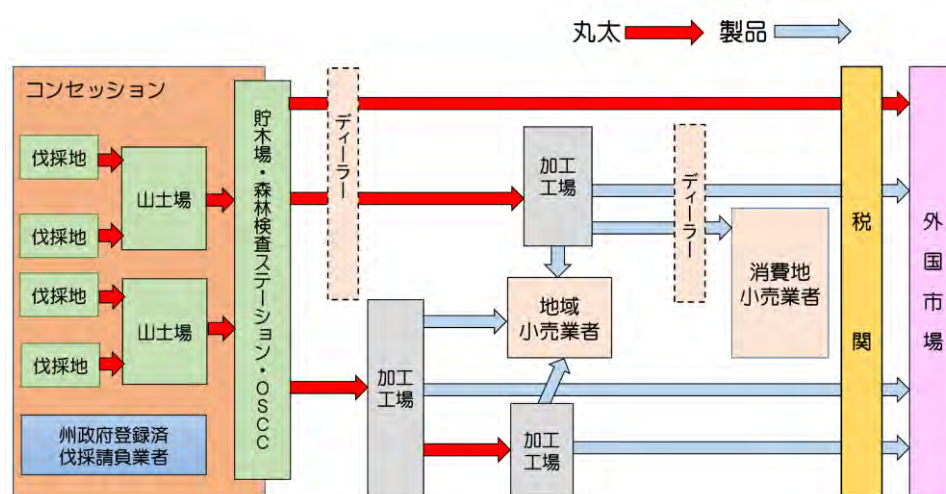 丸太
製品
コンセッション
伐採地
伐採地
伐採地
伐採地
山土場
山土場
州政府登録済
伐採請負業者
貯木場・森林検査ステーション・OSCC
ディーラー
加工
工場
加工
工場
加工
工場
地域
小売業者
ディーラー
消費地
小売業者
税関
外国市場